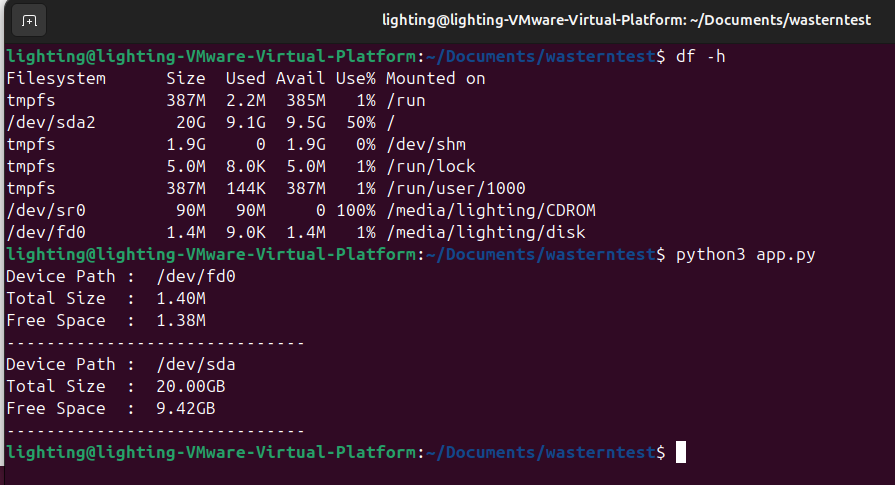 lighting@lighting-VMware-Virtual-Platform: ~/Documents/wasterntest
lighting@lighting-VMware-Virtual-Platform:~/Documents/wasterntest$ df -h
Filesystem      Size  Used Avail Use% Mounted on
tmpfs           387M  2.2M  385M   1% /run
/dev/sda2        20G  9.1G  9.5G  50% /
tmpfs           1.9G     0  1.9G   0% /dev/shm
tmpfs           5.0M  8.0K  5.0M   1% /run/lock
tmpfs           387M  144K  387M   1% /run/user/1000
/dev/sr0         90M   90M     0 100% /media/lighting/CDROM
/dev/fd0        1.4M  9.0K  1.4M   1% /media/lighting/disk
lighting@lighting-VMware-Virtual-Platform:~/Documents/wasterntest$ python3 app.py
Device Path :  /dev/fd0
Total Size  :  1.40M
Free Space  :  1.38M
------------------------------
Device Path :  /dev/sda
Total Size  :  20.00GB
Free Space  :  9.42GB
------------------------------
lighting@lighting-VMware-Virtual-Platform:~/Documents/wasterntest$